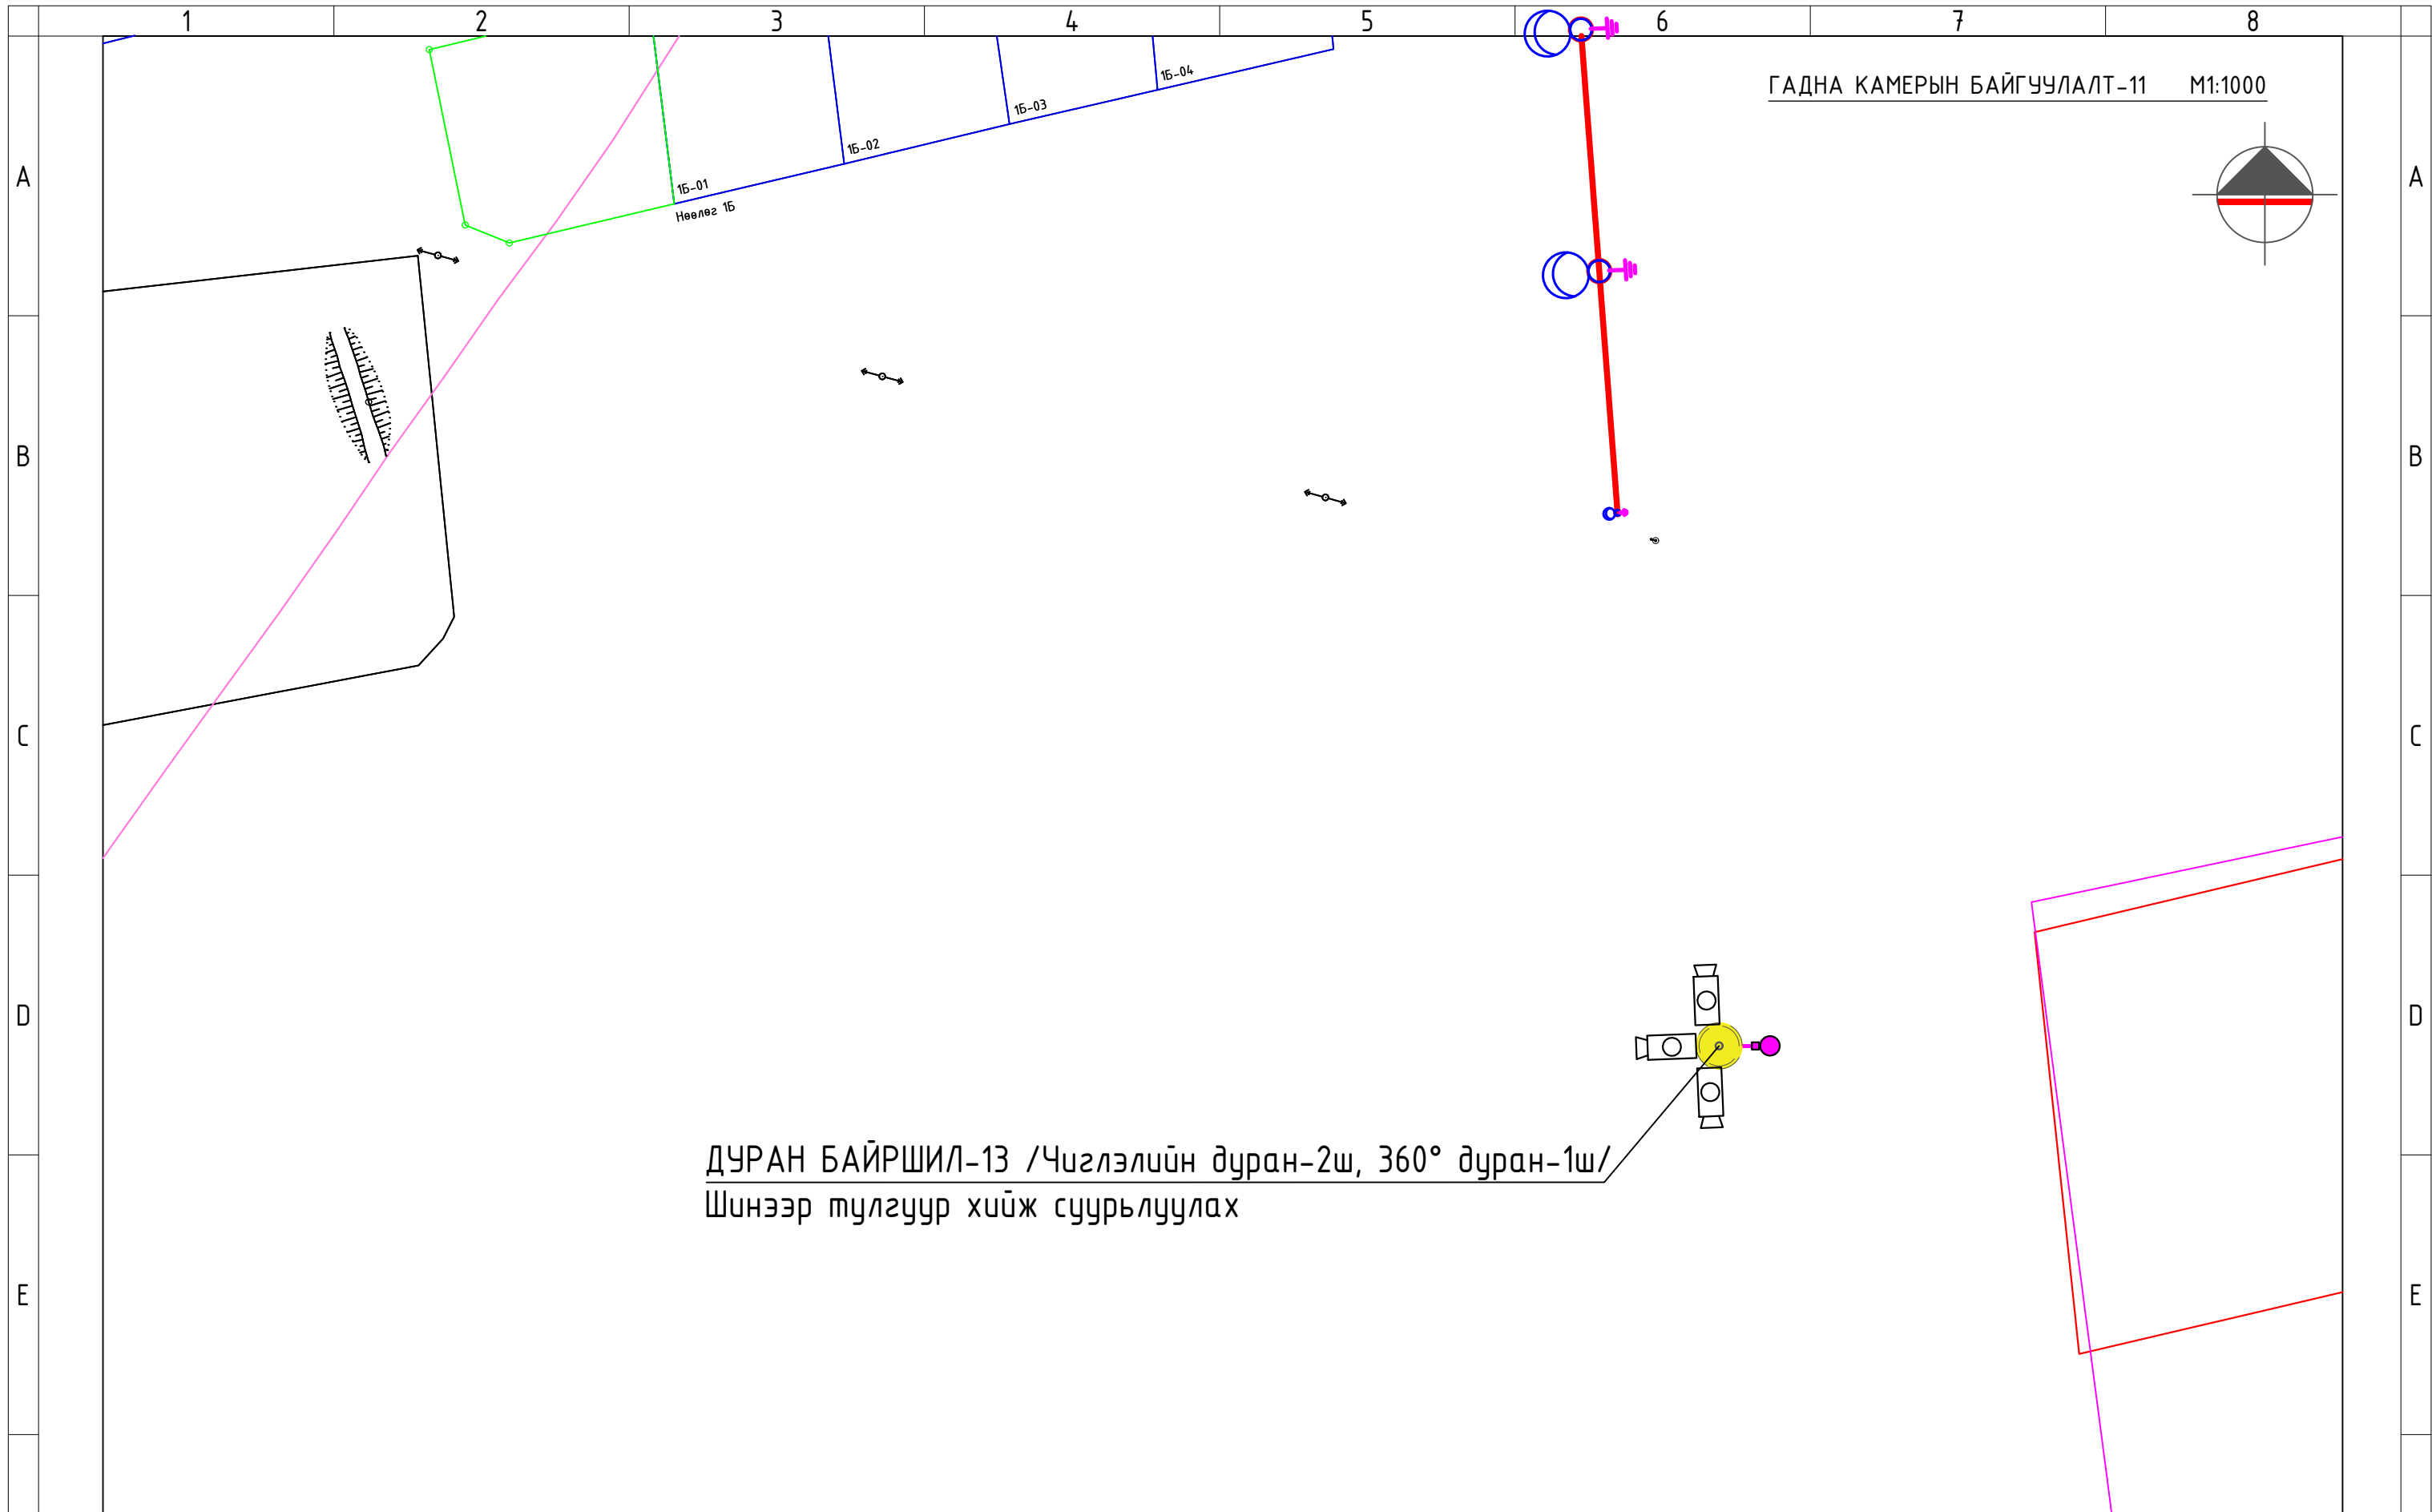 1 2 3 4 5 6 7 8
ГАДНА КАМЕРЫН БАЙГУУЛАЛТ-11 М1:1000
1Б-04
1Б-03
1Б-02
1Б-01
Нөөлөг 1Б
A A
B B
C C
D D
ДУРАН БАЙРШИЛ-13 /Чиглэлийн дуран-2ш, 360° дуран-1ш/
Шинээр тулгуур хийж суурьлуулах
E E